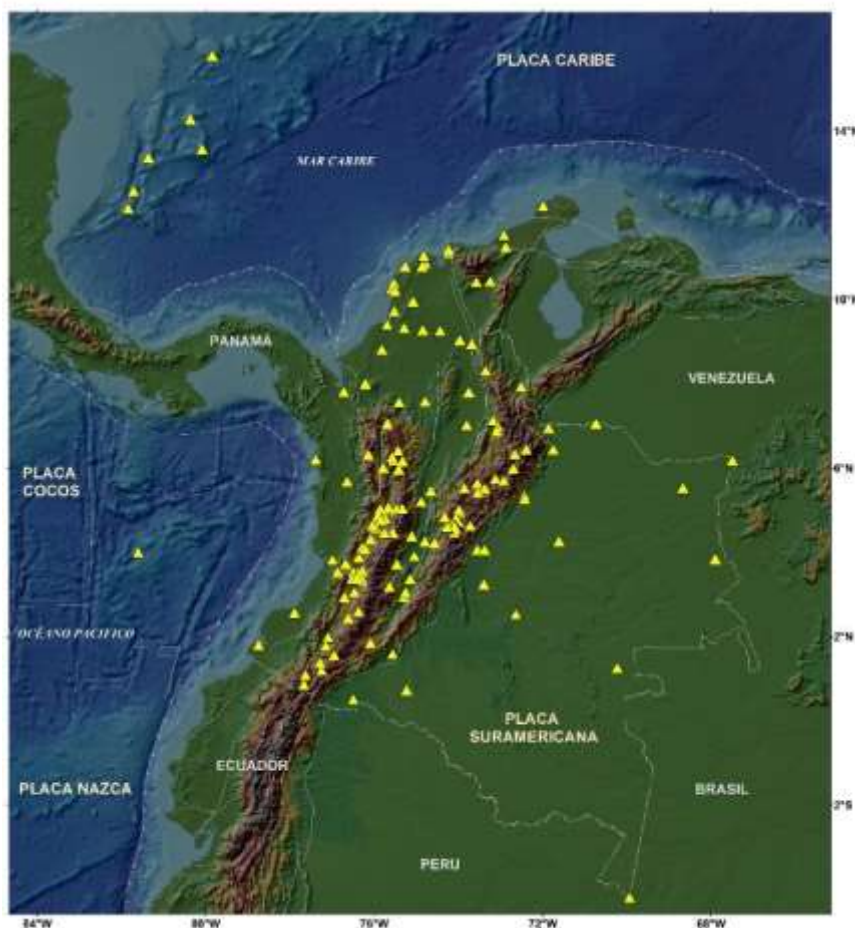 PLACA CARIBE
14°N
MAR CARIBE
10°N
PANAMA
VENEZUELA
PLACA
COCOS
6°N
OCÉANO PACIFICO
2°N
PLACA
SURAMERICANA
ECUADOR
PLACA NAZCA
BRASIL
2°S
PERU
84°W
80°W
76°W
72°W
68°W